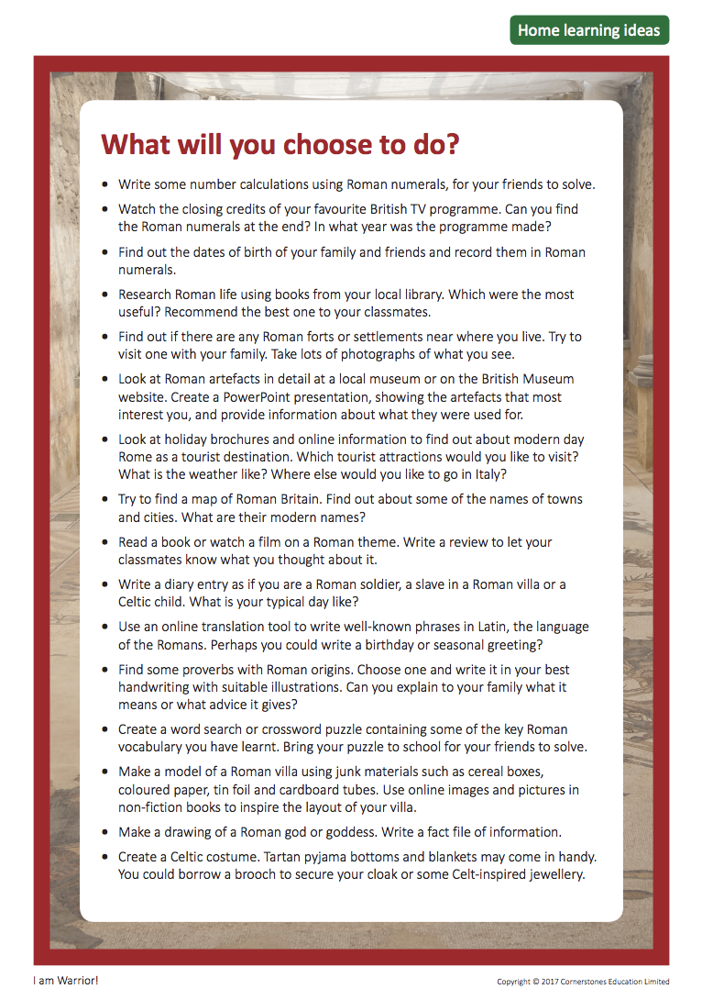 Home learning ideas
What will you choose to do?
• Write some number calculations using Roman numerals, for your friends to solve.
• Watch the closing credits of your favourite British TV programme. Can you find
the Roman numerals at the end? In what year was the programme made?
• Find out the dates of birth of your family and friends and record them in Roman
numerals.
• Research Roman life using books from your local library. Which were the most
useful? Recommend the best one to your classmates.
• Find out if there are any Roman forts or settlements near where you live. Try to
visit one with your family. Take lots of photographs of what you see.
• Look at Roman artefacts in detail at a local museum or on the British Museum
website. Create a PowerPoint presentation, showing the artefacts that most
interest you, and provide information about what they were used for.
• Look at holiday brochures and online information to find out about modern day
Rome as a tourist destination. Which tourist attractions would you like to visit?
What is the weather like? Where else would you like to go in Italy?
• Try to find a map of Roman Britain. Find out about some of the names of towns
and cities. What are their modern names?
• Read a book or watch a film on a Roman theme. Write a review to let your
classmates know what you thought about it.
• Write a diary entry as if you are a Roman soldier, a slave in a Roman villa or a
Celtic child. What is your typical day like?
• Use an online translation tool to write well-known phrases in Latin, the language
of the Romans. Perhaps you could write a birthday or seasonal greeting?
• Find some proverbs with Roman origins. Choose one and write it in your best
handwriting with suitable illustrations. Can you explain to your family what it
means or what advice it gives?
• Create a word search or crossword puzzle containing some of the key Roman
vocabulary you have learnt. Bring your puzzle to school for your friends to solve.
• Make a model of a Roman villa using junk materials such as cereal boxes,
coloured paper, tin foil and cardboard tubes. Use online images and pictures in
non-fiction books to inspire the layout of your villa.
• Make a drawing of a Roman god or goddess. Write a fact file of information.
• Create a Celtic costume. Tartan pyjama bottoms and blankets may come in handy.
You could borrow a brooch to secure your cloak or some Celt-inspired jewellery.
I am Warrior!
Copyright © 2017 Cornerstones Education Limited